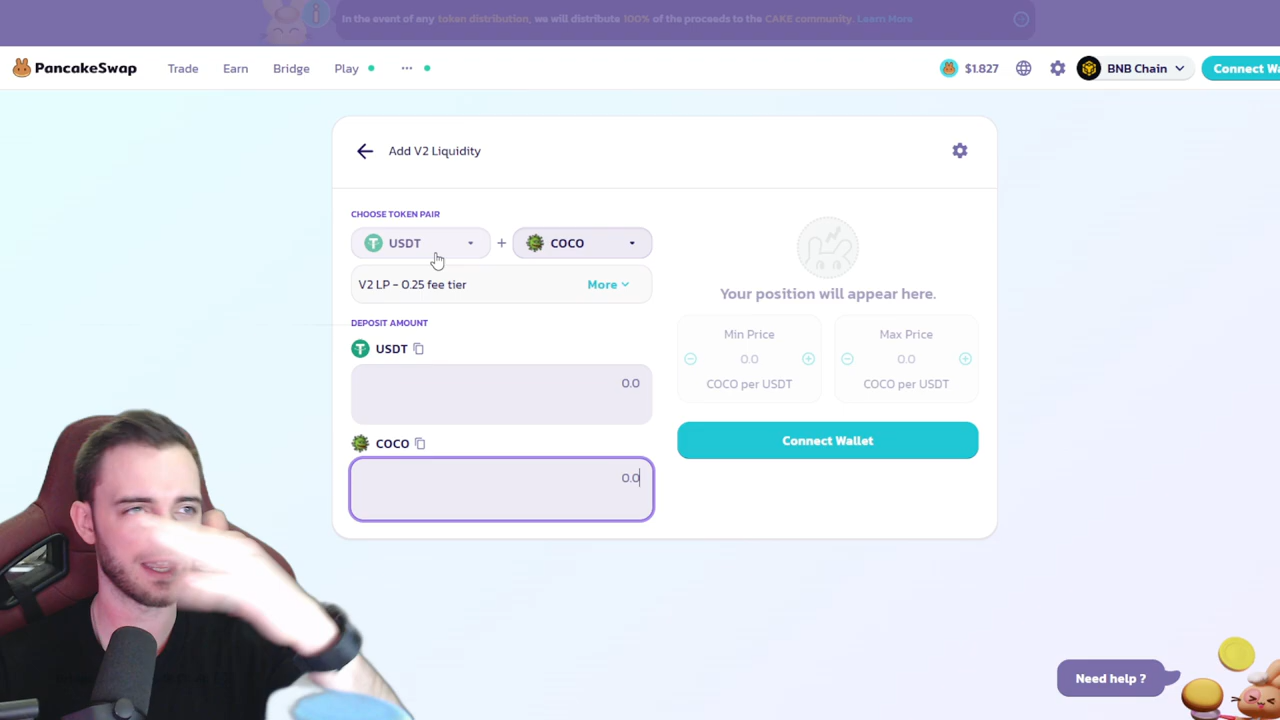 In the event of any token distribution, we will distribute 100% of the proceeds to the CAKE community. Learn More
PancakeSwap Trade Earn Bridge Play ··· $1.827 BNB Chain Connect Wa
Add V2 Liquidity
CHOOSE TOKEN PAIR
USDT + COCO
V2 LP - 0.25 fee tier More
DEPOSIT AMOUNT
USDT
0.0
COCO
0.0
Your position will appear here.
Min Price Max Price
0.0 0.0
COCO per USDT COCO per USDT
Connect Wallet
Need help ?